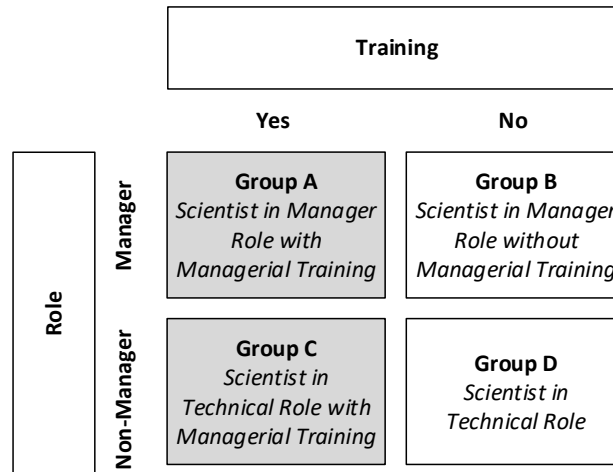 Training
Yes
No
Role
Manager
Group A
Scientist in Manager
Role with
Managerial Training
Group B
Scientist in Manager
Role without
Managerial Training
Non-Manager
Group C
Scientist in
Technical Role with
Managerial Training
Group D
Scientist in
Technical Role